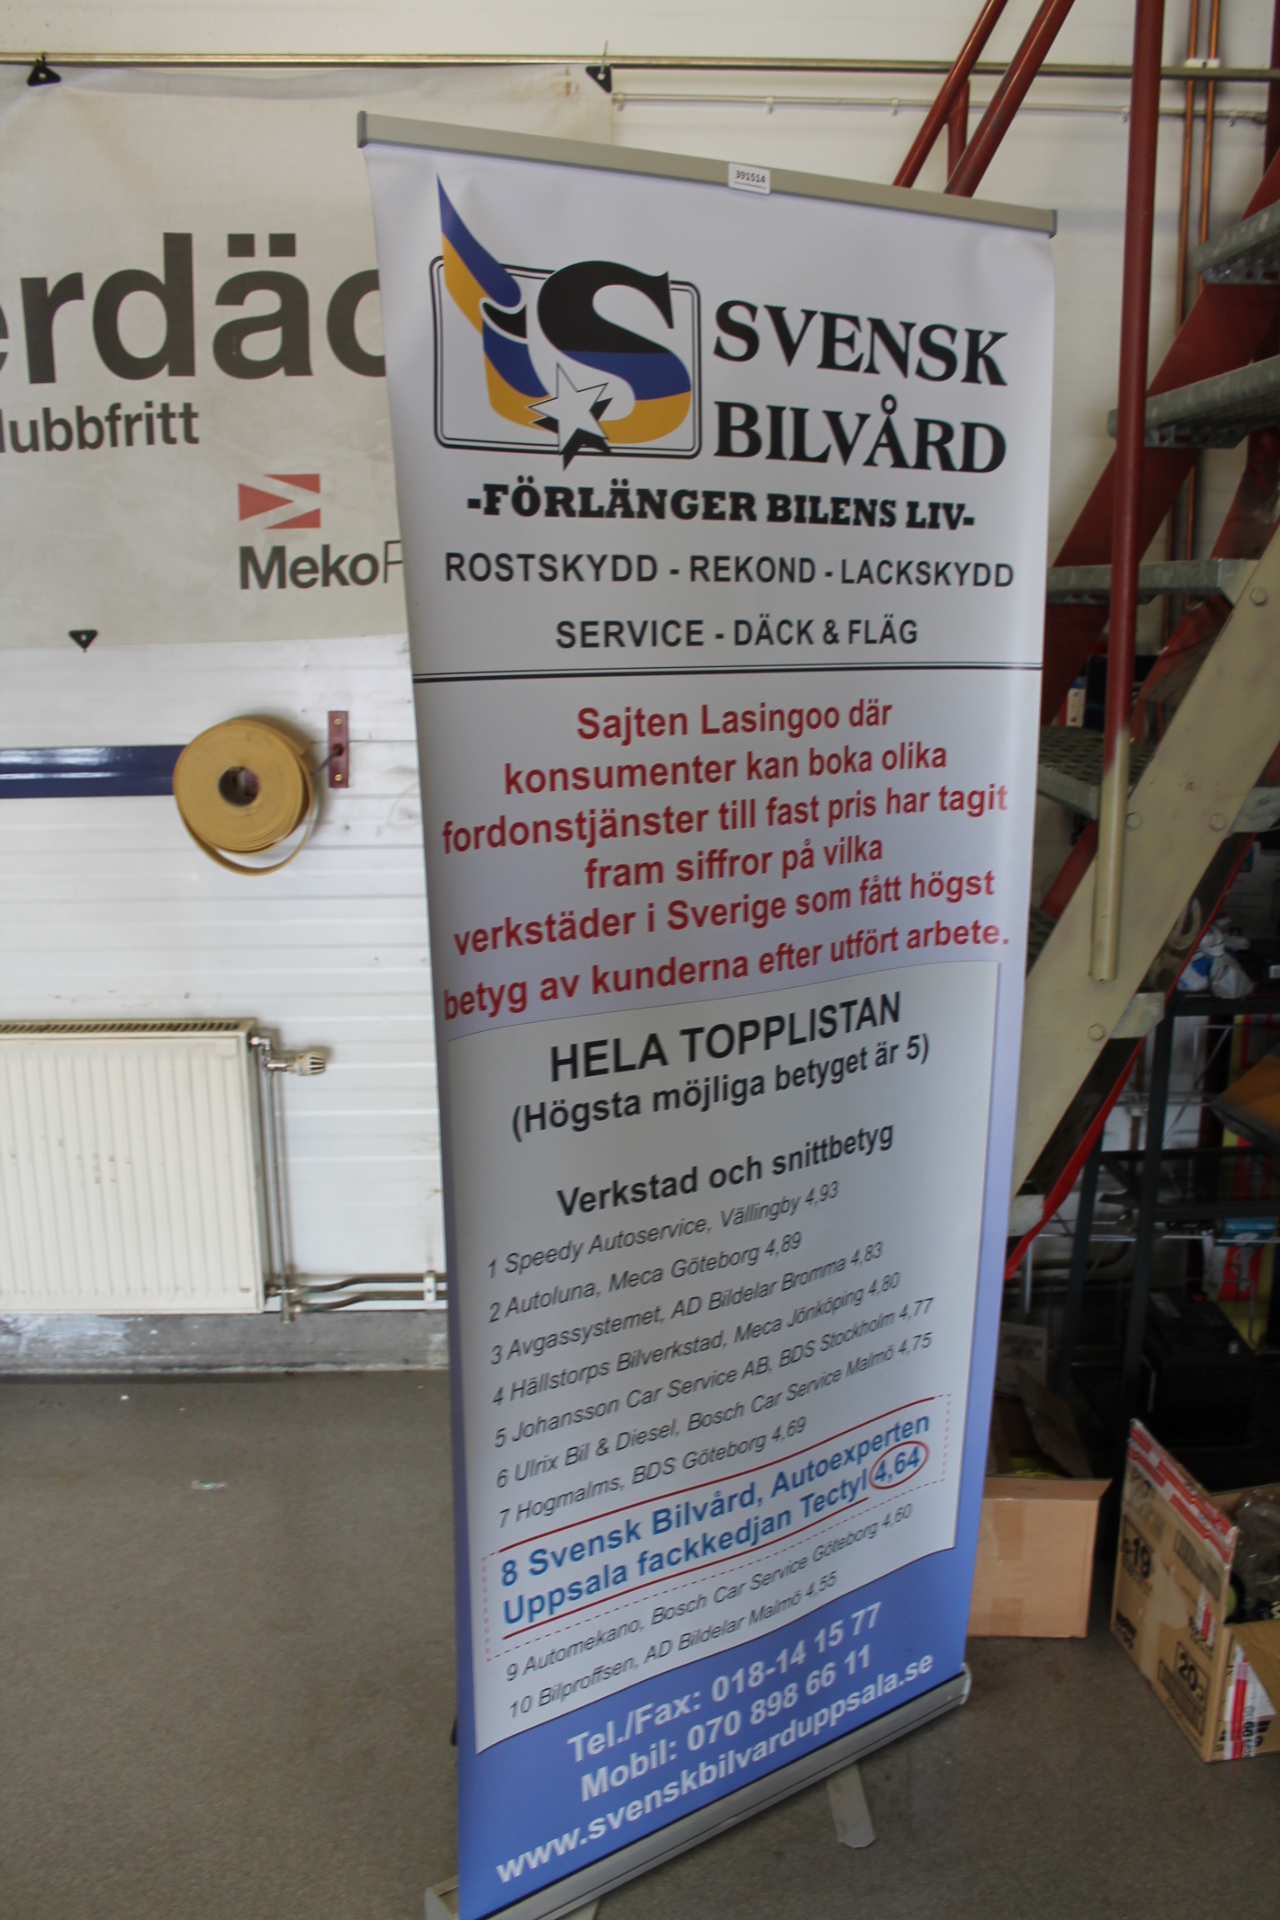 391514
SVENSK
BILVÅRD
-FÖRLÄNGER BILENS LIV-
ROSTSKYDD - REKOND - LACKSKYDD
SERVICE - DÄCK & FLÄG
Sajten Lasingoo där
konsumenter kan boka olika
fordonstjänster till fast pris har tagit
fram siffror på vilka
verkstäder i Sverige som fått högst
betyg av kunderna efter utfört arbete.
HELA TOPPLISTAN
(Högsta möjliga betyget är 5)
Verkstad och snittbetyg
1 Speedy Autoservice, Vällingby 4,93
2 Autoluna, Meca Göteborg 4,89
3 Avgassystemet, AD Bildelar Bromma 4,83
4 Hällstorps Bilverkstad, Meca Jönköping 4,80
5 Johansson Car Service AB, BDS Stockholm 4,77
6 Ulrix Bil & Diesel, Bosch Car Service Malmö 4,75
7 Hogmalms, BDS Göteborg 4,69
8 Svensk Bilvård, Autoexperten
Uppsala fackkedjan Tectyl 4,64
9 Automekano, Bosch Car Service Göteborg 4,60
10 Bilproffsen, AD Bildelar Malmö 4,55
Tel./Fax: 018-14 15 77
Mobil: 070 898 66 11
www.svenskbilvarduppsala.se
erdäc
lubbfritt
MekoF